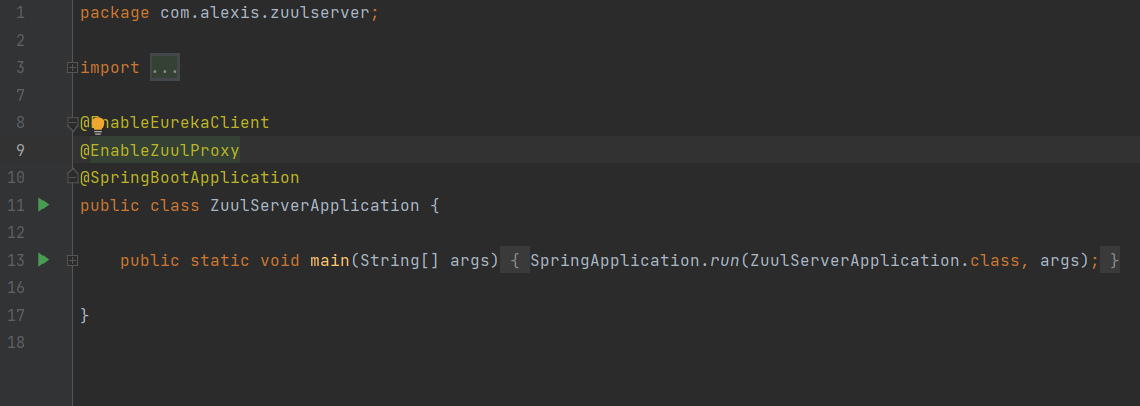 1 package com.alexis.zuulserver;
2
3 import ...
7
8 @EnableEurekaClient
9 @EnableZuulProxy
10 @SpringBootApplication
11 public class ZuulServerApplication {
12
13 public static void main(String[] args) { SpringApplication.run(ZuulServerApplication.class, args); }
16
17 }
18